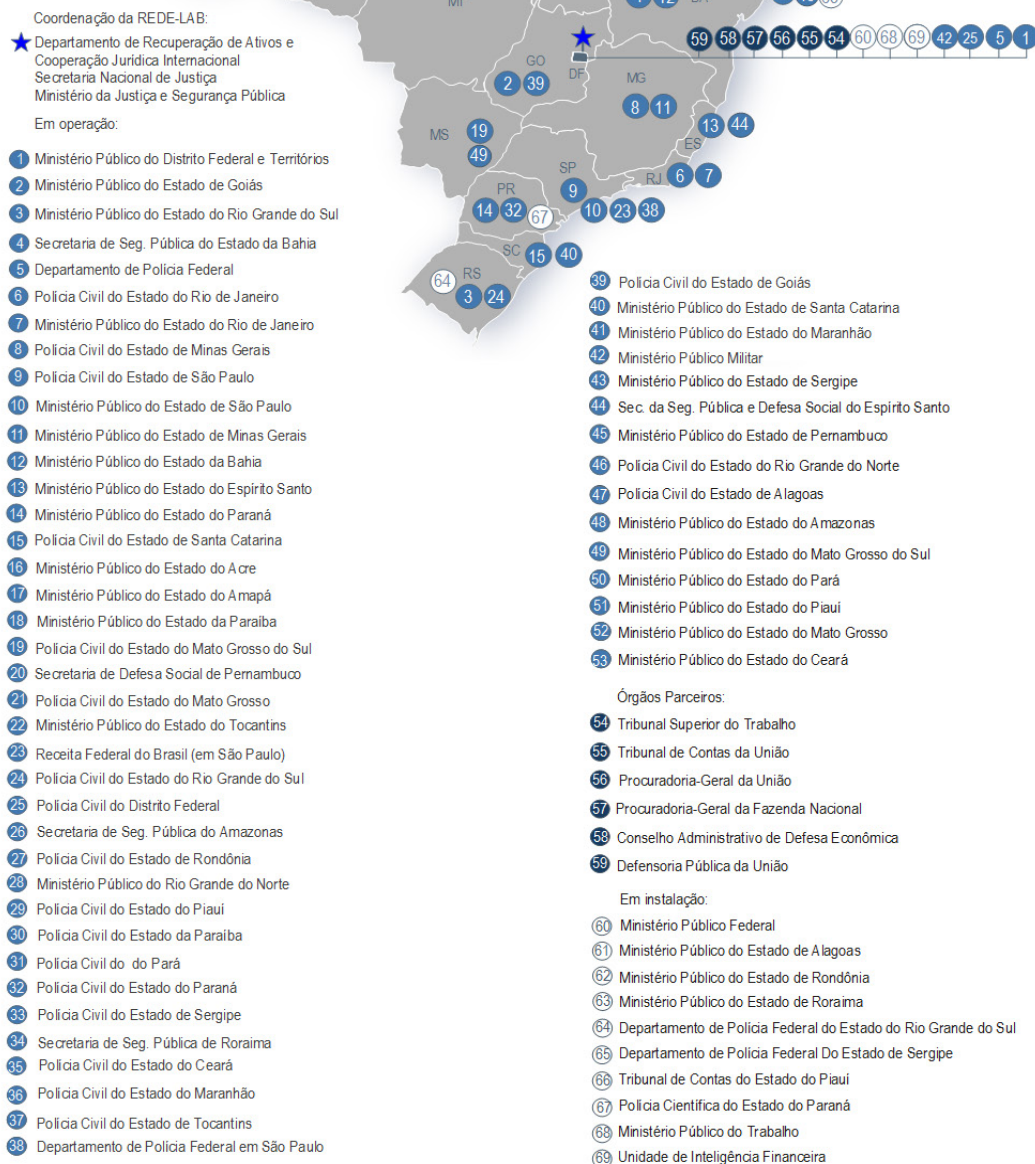 Coordenação da REDE-LAB:
Departamento de Recuperação de Ativos e
Cooperação Jurídica Internacional
Secretaria Nacional de Justiça
Ministério da Justiça e Segurança Pública
Em operação:
1 Ministério Público do Distrito Federal e Territórios
2 Ministério Público do Estado de Goiás
3 Ministério Público do Estado do Rio Grande do Sul
4 Secretaria de Seg. Pública do Estado da Bahia
5 Departamento de Polícia Federal
6 Polícia Civil do Estado do Rio de Janeiro
7 Ministério Público do Estado do Rio de Janeiro
8 Polícia Civil do Estado de Minas Gerais
9 Polícia Civil do Estado de São Paulo
10 Ministério Público do Estado de São Paulo
11 Ministério Público do Estado de Minas Gerais
12 Ministério Público do Estado da Bahia
13 Ministério Público do Estado do Espírito Santo
14 Ministério Público do Estado do Paraná
15 Polícia Civil do Estado de Santa Catarina
16 Ministério Público do Estado do Acre
17 Ministério Público do Estado do Amapá
18 Ministério Público do Estado da Paraíba
19 Polícia Civil do Estado do Mato Grosso do Sul
20 Secretaria de Defesa Social de Pernambuco
21 Polícia Civil do Estado do Mato Grosso
22 Ministério Público do Estado do Tocantins
23 Receita Federal do Brasil (em São Paulo)
24 Polícia Civil do Estado do Rio Grande do Sul
25 Polícia Civil do Distrito Federal
26 Secretaria de Seg. Pública do Amazonas
27 Polícia Civil do Estado de Rondônia
28 Ministério Público do Rio Grande do Norte
29 Polícia Civil do Estado do Piauí
30 Polícia Civil do Estado da Paraíba
31 Polícia Civil do do Pará
32 Polícia Civil do Estado do Paraná
33 Polícia Civil do Estado de Sergipe
34 Secretaria de Seg. Pública de Roraima
35 Polícia Civil do Estado do Ceará
36 Polícia Civil do Estado do Maranhão
37 Polícia Civil do Estado de Tocantins
38 Departamento de Polícia Federal em São Paulo
59 58 57 56 55 54 60 68 69 42 25 5 1
GO
2 39
DF
MG
8 11
13 44
ES
MS
19
49
SP
9
RJ
6 7
10 23 38
PR
14 32 67
SC
15 40
64
RS
3 24
39 Polícia Civil do Estado de Goiás
40 Ministério Público do Estado de Santa Catarina
41 Ministério Público do Estado do Maranhão
42 Ministério Público Militar
43 Ministério Público do Estado de Sergipe
44 Sec. da Seg. Pública e Defesa Social do Espírito Santo
45 Ministério Público do Estado de Pernambuco
46 Polícia Civil do Estado do Rio Grande do Norte
47 Polícia Civil do Estado de Alagoas
48 Ministério Público do Estado do Amazonas
49 Ministério Público do Estado do Mato Grosso do Sul
50 Ministério Público do Estado do Pará
51 Ministério Público do Estado do Piauí
52 Ministério Público do Estado do Mato Grosso
53 Ministério Público do Estado do Ceará
Órgãos Parceiros:
54 Tribunal Superior do Trabalho
55 Tribunal de Contas da União
56 Procuradoria-Geral da União
57 Procuradoria-Geral da Fazenda Nacional
58 Conselho Administrativo de Defesa Econômica
59 Defensoria Pública da União
Em instalação:
60 Ministério Público Federal
61 Ministério Público do Estado de Alagoas
62 Ministério Público do Estado de Rondônia
63 Ministério Público do Estado de Roraima
64 Departamento de Polícia Federal do Estado do Rio Grande do Sul
65 Departamento de Polícia Federal Do Estado de Sergipe
66 Tribunal de Contas do Estado do Piauí
67 Polícia Científica do Estado do Paraná
68 Ministério Público do Trabalho
69 Unidade de Inteligência Financeira